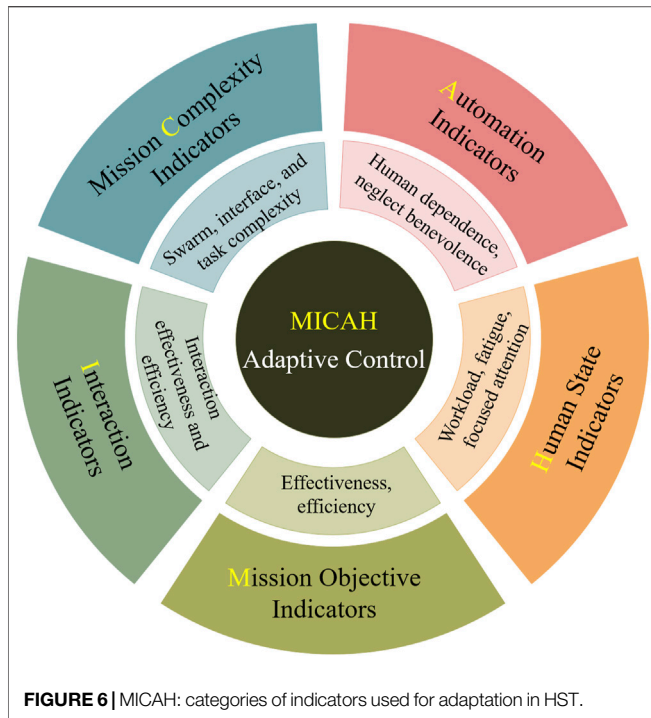 Mission Complexity
Indicators
Swarm, interface, and
task complexity
Automation
Indicators
Human dependence,
neglect benevolence
Human State
Indicators
Workload, fatigue,
focused attention
Mission Objective
Indicators
Effectiveness,
efficiency
Interaction
Indicators
Interaction
effectiveness and
efficiency
MICAH
Adaptive Control
FIGURE 6 | MICAH: categories of indicators used for adaptation in HST.